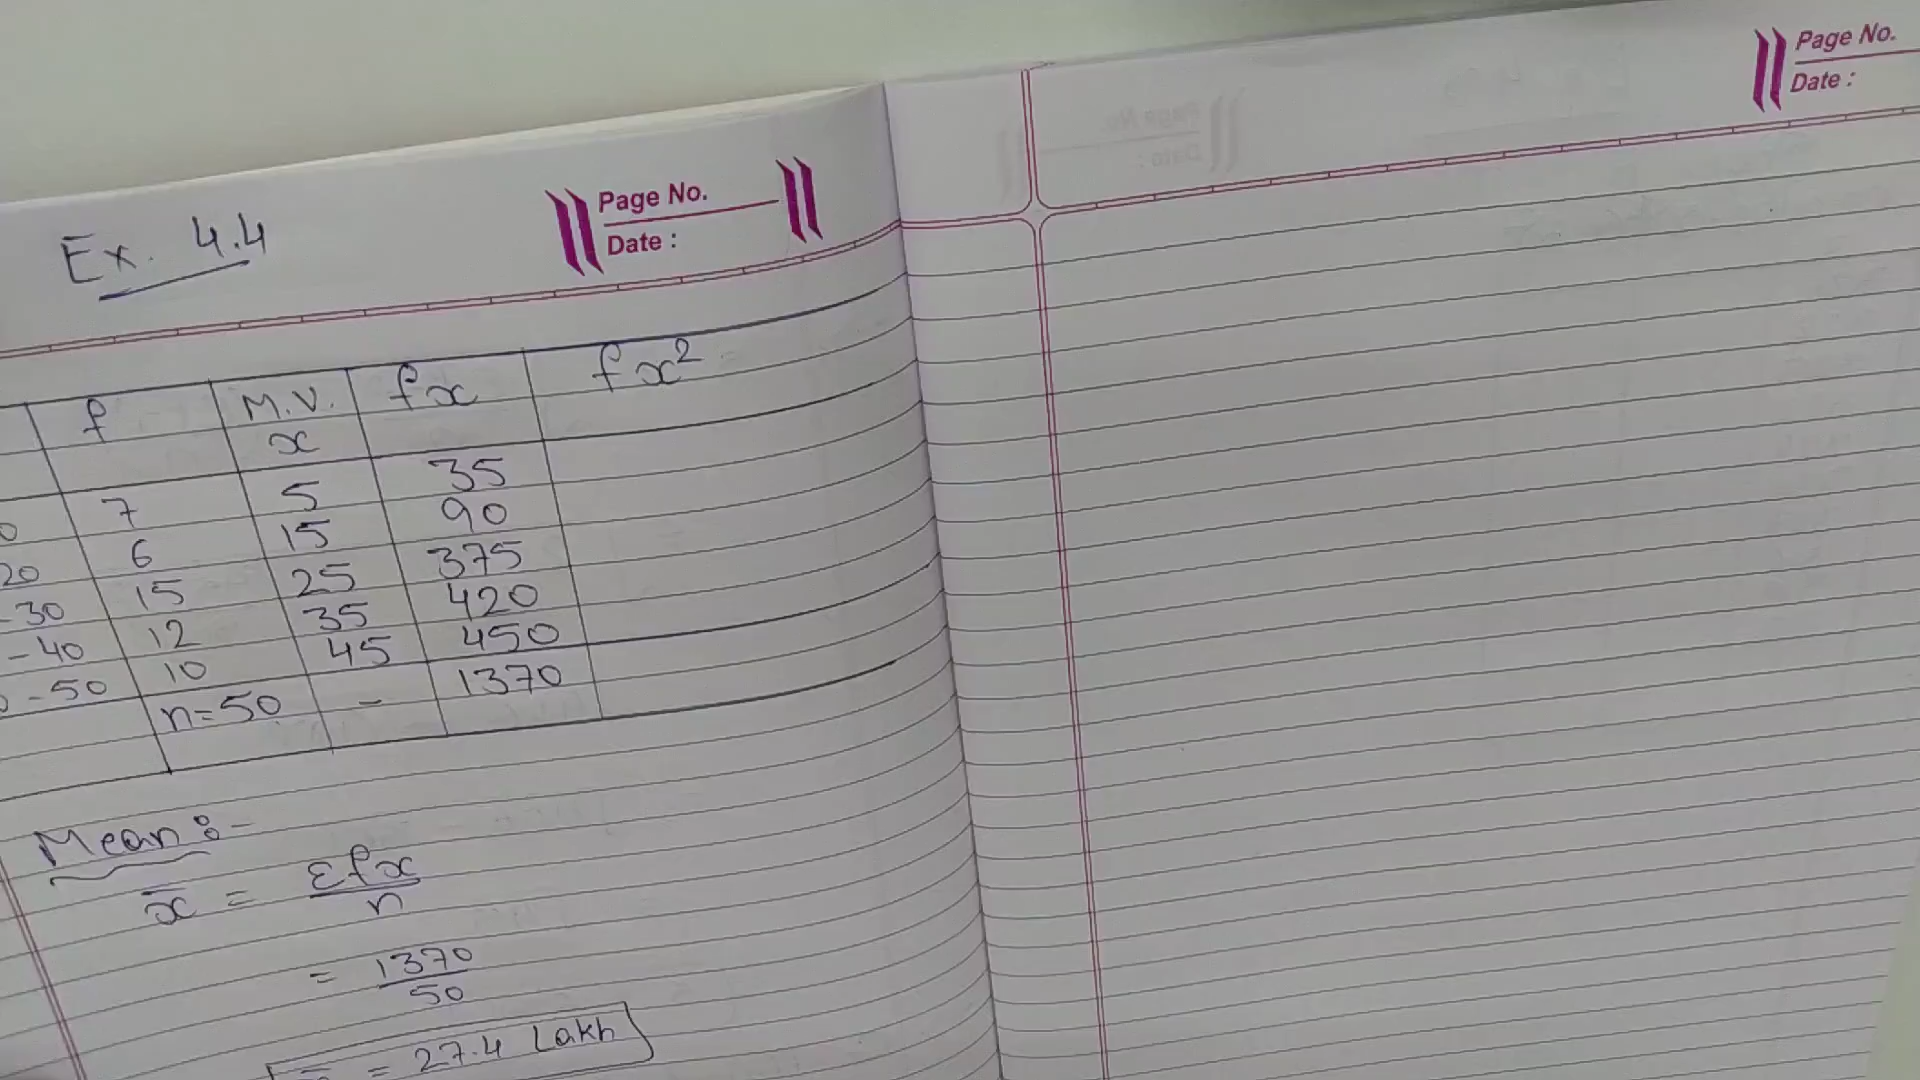 Page No.
Date :
Page No.
Date :
Ex. 4.4
f M.V. fx fx²
x
7 5 35
20 6 15 90
-30 15 25 375
-40 12 35 420
-50 10 45 450
n=50 - 1370
Mean :-
x̄ = Σfx
n
= 1370
50
= 27.4 Lakh